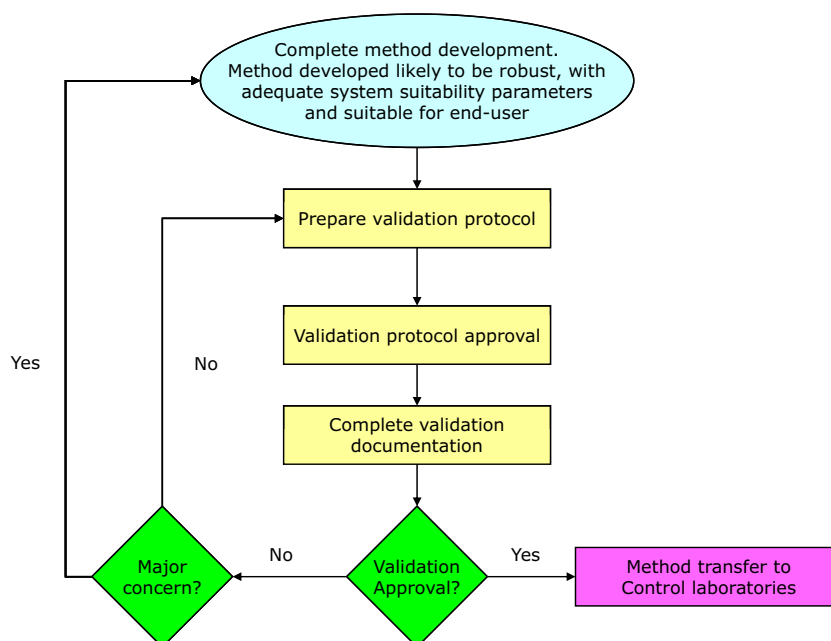 Complete method development.
Method developed likely to be robust, with
adequate system suitability parameters
and suitable for end-user
Prepare validation protocol
Validation protocol approval
Yes
No
Complete validation
documentation
No
Yes
Major
concern?
Validation
Approval?
Method transfer to
Control laboratories